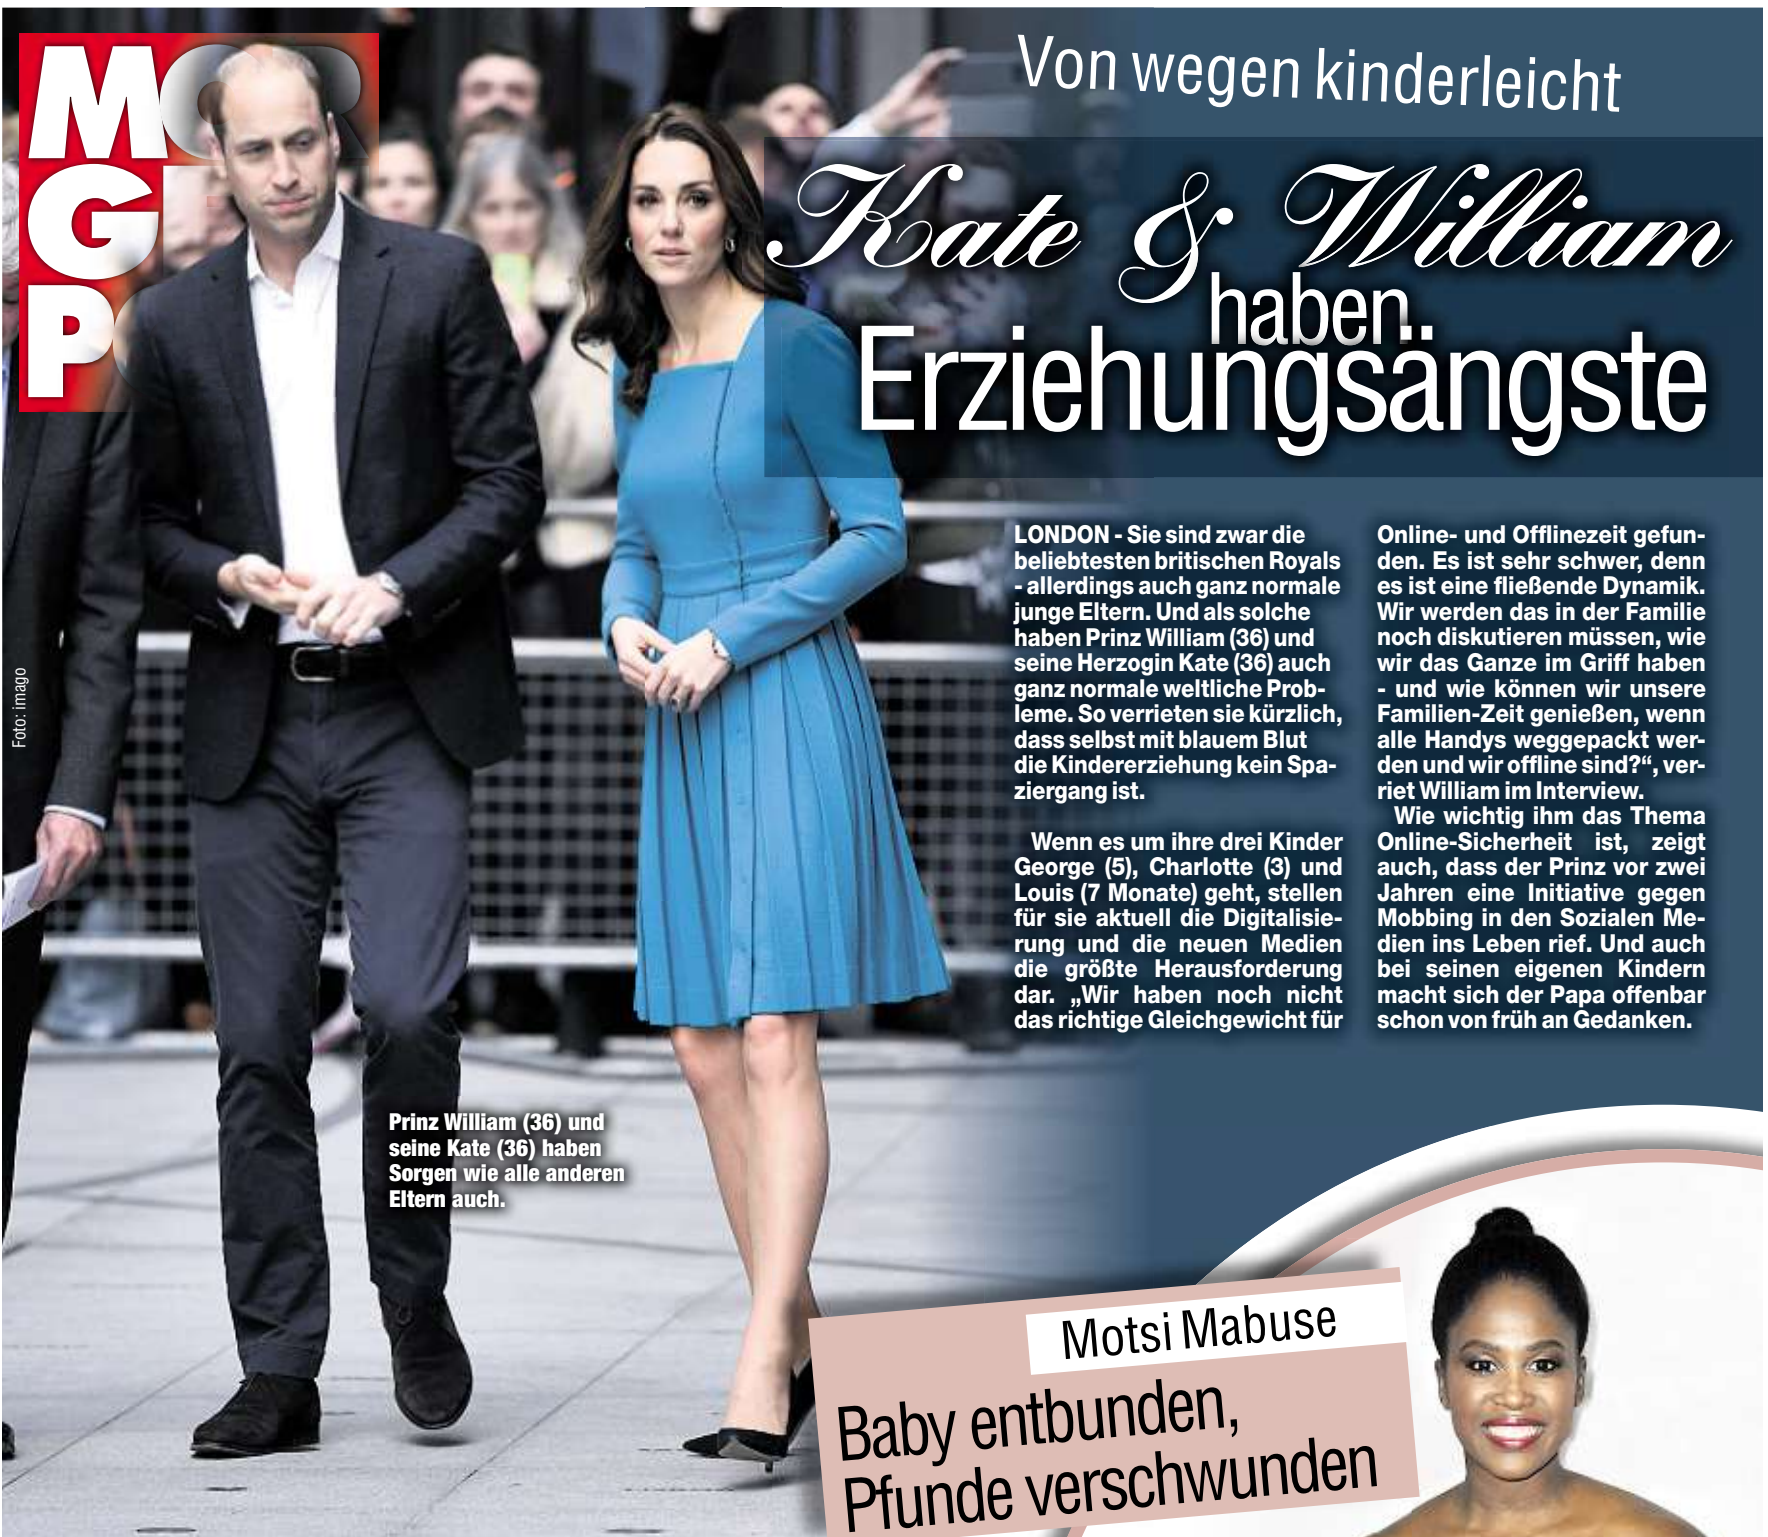 MOR
G
PO
Von wegen kinderleicht
Kate & William
haben
Erziehungsängste
Foto: imago
LONDON - Sie sind zwar die
beliebtesten britischen Royals
- allerdings auch ganz normale
junge Eltern. Und als solche
haben Prinz William (36) und
seine Herzogin Kate (36) auch
ganz normale weltliche Prob-
leme. So verrieten sie kürzlich,
dass selbst mit blauem Blut
die Kindererziehung kein Spa-
ziergang ist.
Wenn es um ihre drei Kinder
George (5), Charlotte (3) und
Louis (7 Monate) geht, stellen
für sie aktuell die Digitalisie-
rung und die neuen Medien
die größte Herausforderung
dar. „Wir haben noch nicht
das richtige Gleichgewicht für
Online- und Offlinezeit gefun-
den. Es ist sehr schwer, denn
es ist eine fließende Dynamik.
Wir werden das in der Familie
noch diskutieren müssen, wie
wir das Ganze im Griff haben
- und wie können wir unsere
Familien-Zeit genießen, wenn
alle Handys weggepackt wer-
den und wir offline sind?“, ver-
riet William im Interview.
Wie wichtig ihm das Thema
Online-Sicherheit ist, zeigt
auch, dass der Prinz vor zwei
Jahren eine Initiative gegen
Mobbing in den Sozialen Me-
dien ins Leben rief. Und auch
bei seinen eigenen Kindern
macht sich der Papa offenbar
schon von früh an Gedanken.
Prinz William (36) und
seine Kate (36) haben
Sorgen wie alle anderen
Eltern auch.
Motsi Mabuse
Baby entbunden,
Pfunde verschwunden